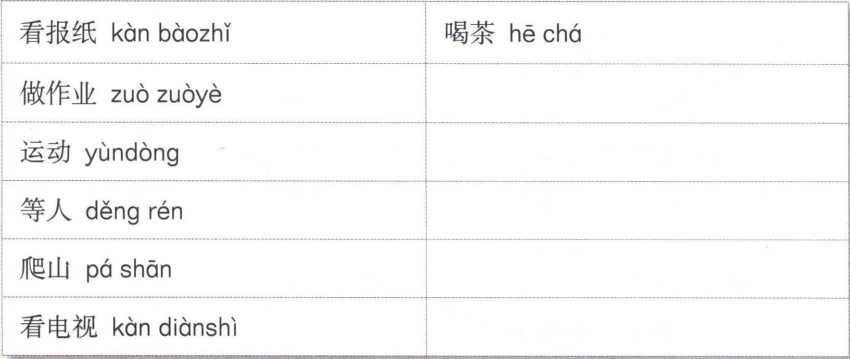 看报纸 kàn bàozhǐ 喝茶 hē chá
做作业 zuò zuòyè
运动 yùndòng
等人 děng rén
爬山 pá shān
看电视 kàn diànshì